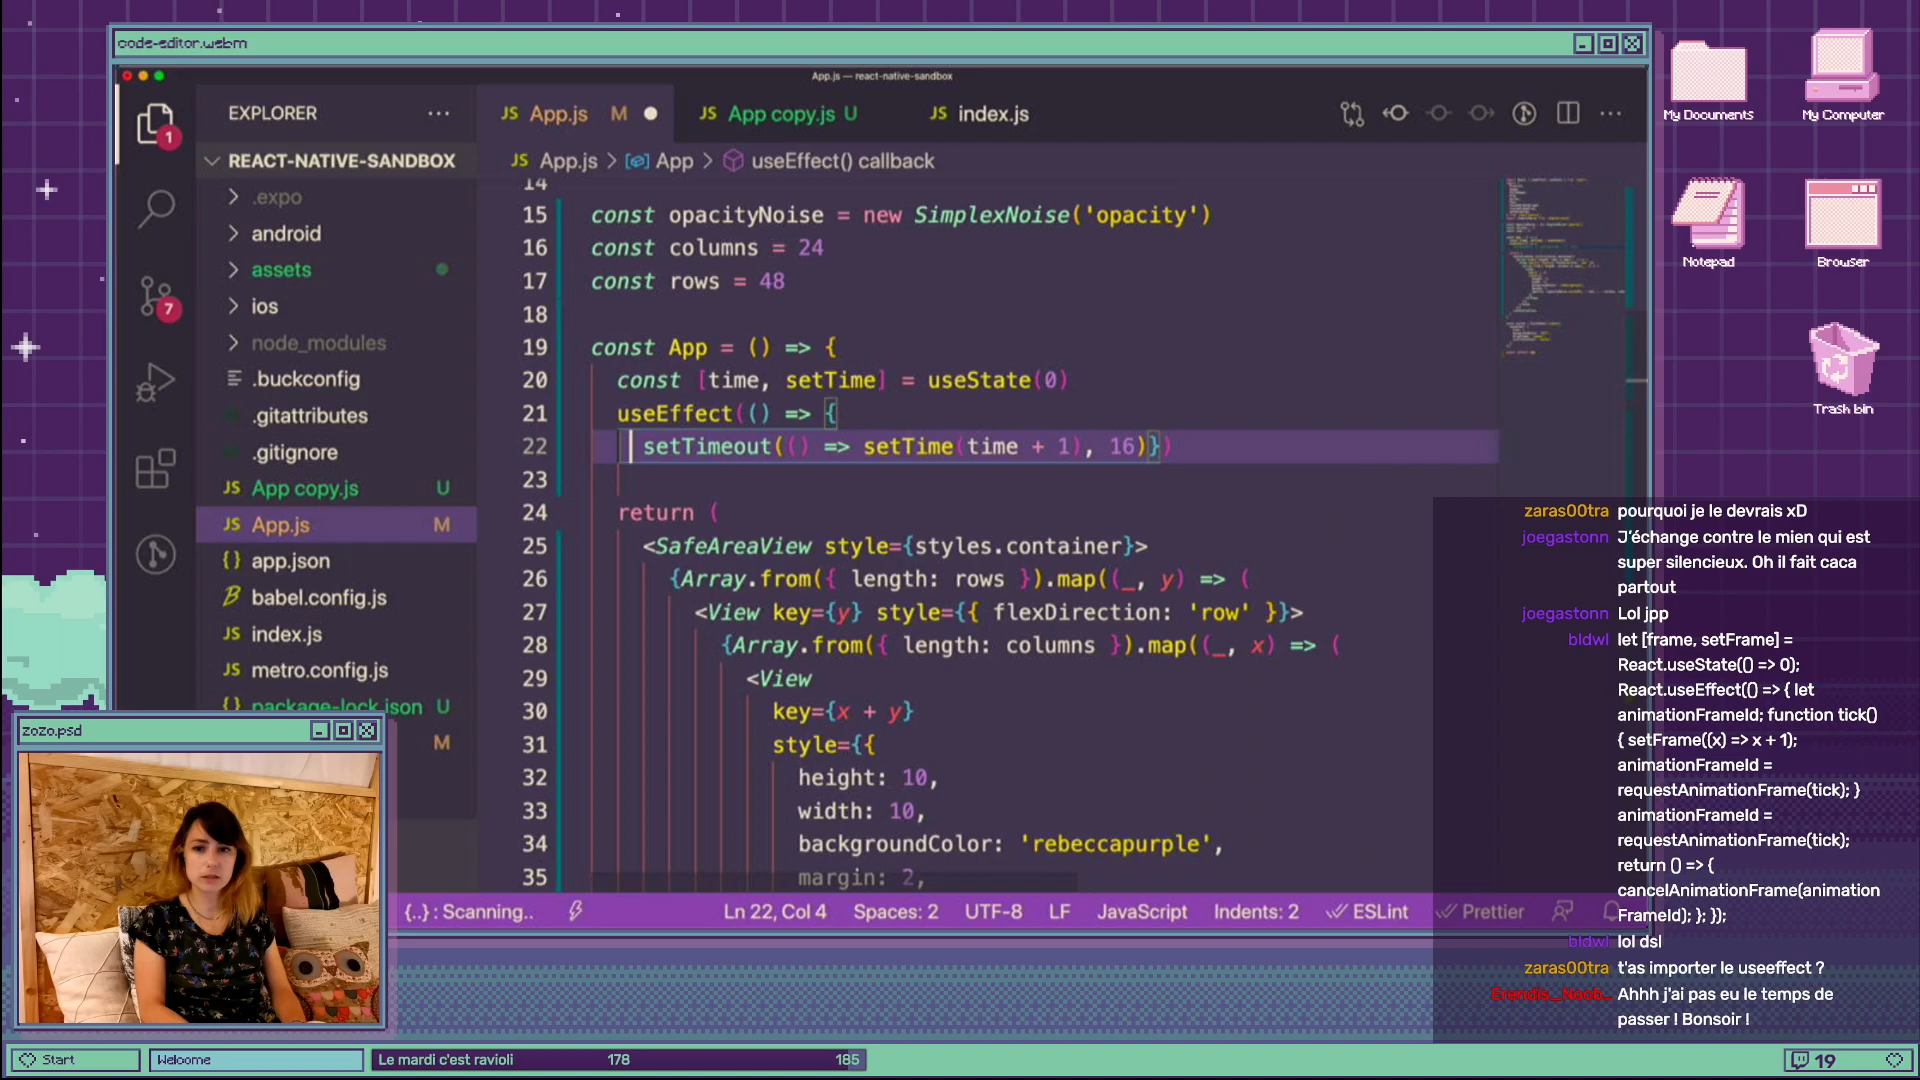 code-editor.webm
App.js — react-native-sandbox
EXPLORER
JS App.js M
JS App copy.js U
JS index.js
1
REACT-NATIVE-SANDBOX
JS App.js > App > useEffect() callback
.expo
android
assets
ios
7
node_modules
.buckconfig
.gitattributes
.gitignore
JS App copy.js U
JS App.js M
{} app.json
babel.config.js
JS index.js
JS metro.config.js
{} package-lock.json U
M
14
15 const opacityNoise = new SimplexNoise('opacity')
16 const columns = 24
17 const rows = 48
18
19 const App = () => {
20 const [time, setTime] = useState(0)
21 useEffect(() => {
22 setTimeout(() => setTime(time + 1), 16)})
23
24 return (
25 <SafeAreaView style={styles.container}>
26 {Array.from({ length: rows }).map((_, y) => (
27 <View key={y} style={{ flexDirection: 'row' }}>
28 {Array.from({ length: columns }).map((_, x) => (
29 <View
30 key={x + y}
31 style={{
32 height: 10,
33 width: 10,
34 backgroundColor: 'rebeccapurple',
35 margin: 2,
{..} : Scanning..
Ln 22, Col 4
Spaces: 2
UTF-8
LF
JavaScript
Indents: 2
ESLint
Prettier
My Documents
My Computer
Notepad
Browser
Trash bin
zaras00tra pourquoi je le devrais xD
joegastonn J'échange contre le mien qui est
super silencieux. Oh il fait caca
partout
joegastonn Lol jpp
bldwl let [frame, setFrame] =
React.useState(() => 0);
React.useEffect(() => { let
animationFrameId; function tick()
{ setFrame((x) => x + 1);
animationFrameId =
requestAnimationFrame(tick); }
animationFrameId =
requestAnimationFrame(tick);
return () => {
cancelAnimationFrame(animation
FrameId); }; });
bldwl lol dsl
zaras00tra t'as importer le useeffect ?
Erendis_Noob_ Ahhh j'ai pas eu le temps de
passer ! Bonsoir !
zozo.psd
Start
Welcome
Le mardi c'est ravioli 178 185
19